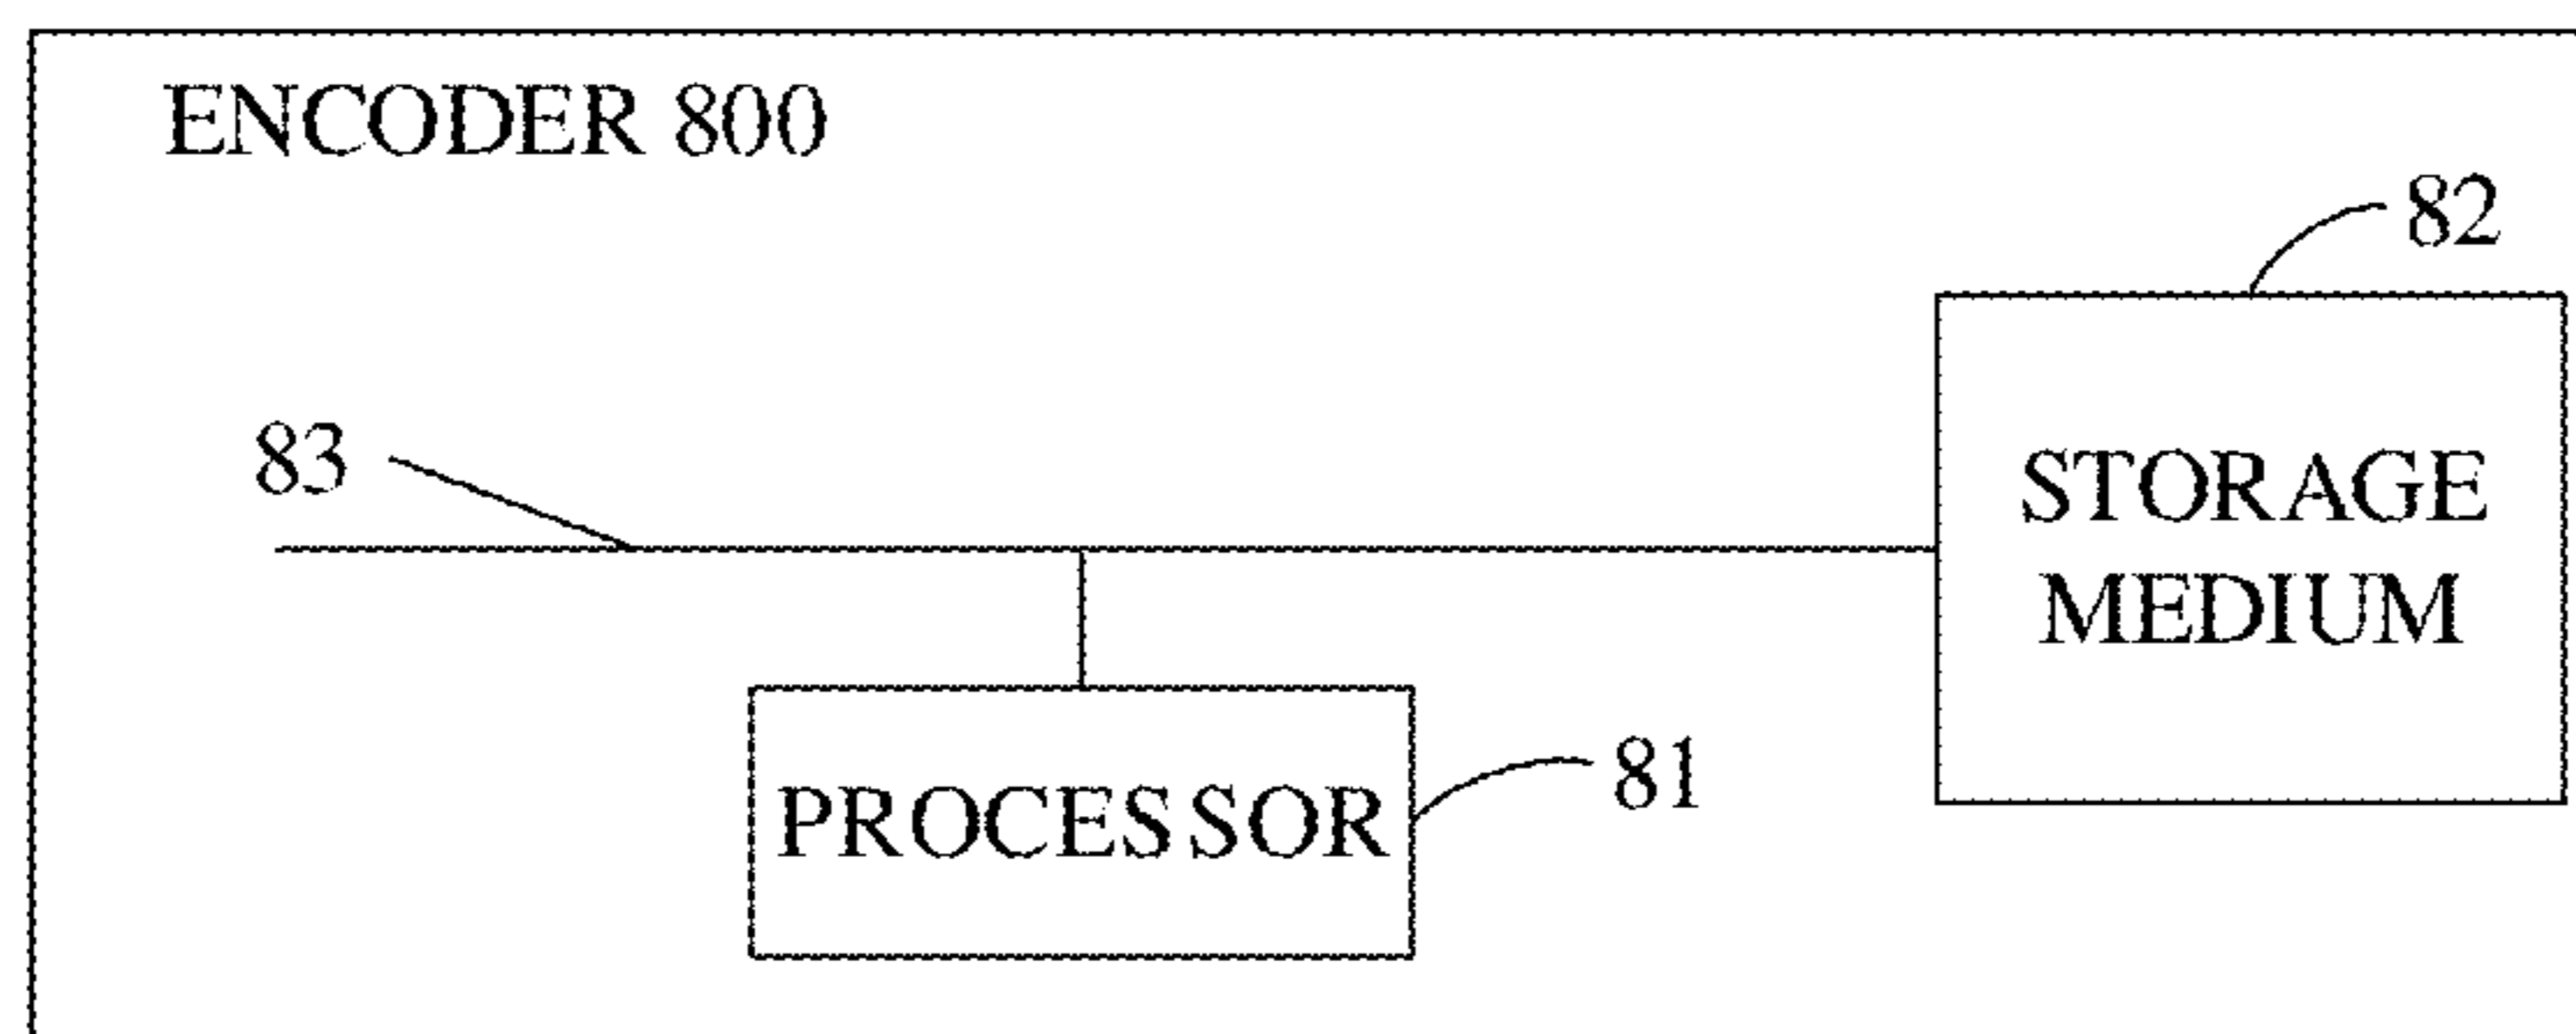 ENCODER 800
82
83
STORAGE
MEDIUM
81
PROCESSOR